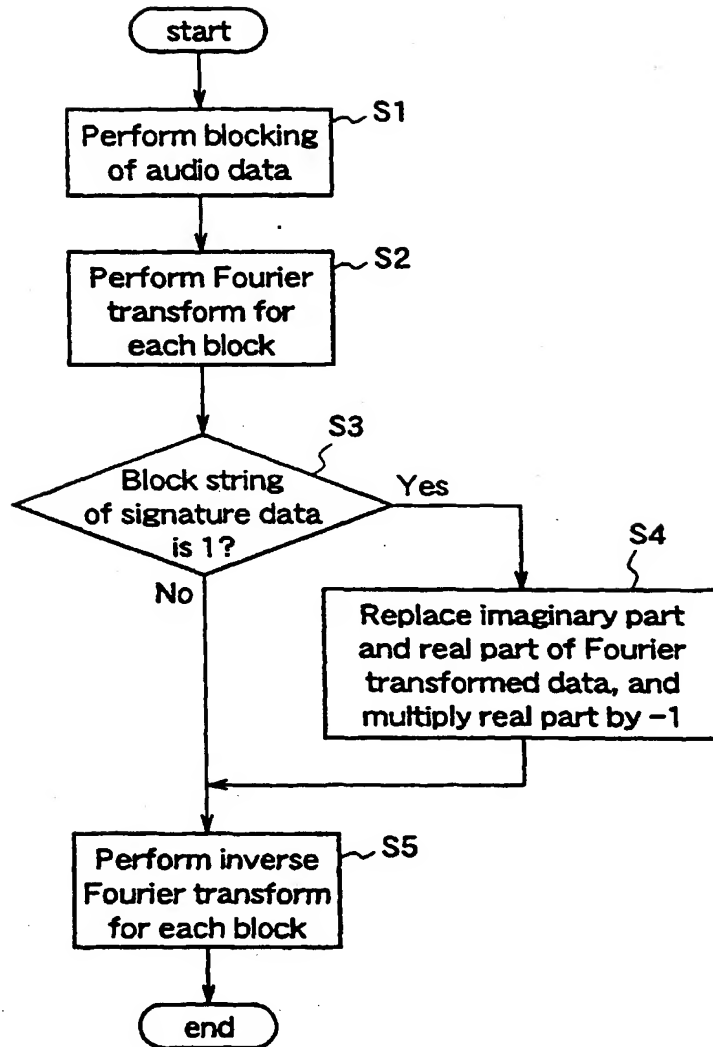 start
S1
Perform blocking
of audio data
S2
Perform Fourier
transform for
each block
S3
Block string
of signature data
is 1?
Yes
No
S4
Replace imaginary part
and real part of Fourier
transformed data, and
multiply real part by -1
S5
Perform inverse
Fourier transform
for each block
end